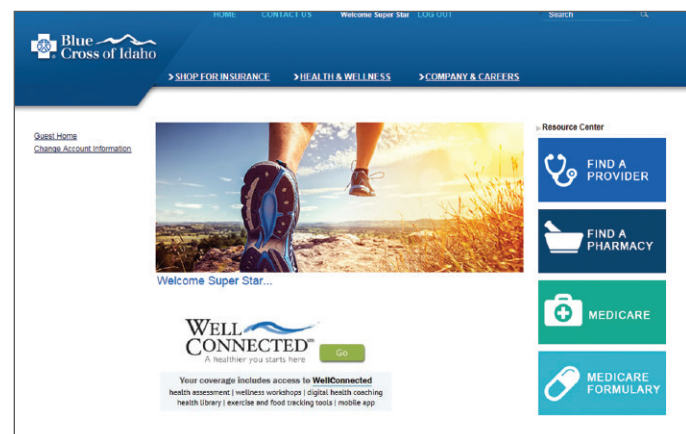 HOME CONTACT US Welcome Super Star LOG OUT Search
Blue
Cross of Idaho
>SHOP FOR INSURANCE >HEALTH & WELLNESS >COMPANY & CAREERS
Guest Home
Change Account Information
Resource Center
FIND A
PROVIDER
FIND A
PHARMACY
MEDICARE
MEDICARE
FORMULARY
Welcome Super Star...
WELL
CONNECTED
A healthier you starts here
Go
Your coverage includes access to WellConnected
health assessment | wellness workshops | digital health coaching
health library | exercise and food tracking tools | mobile app